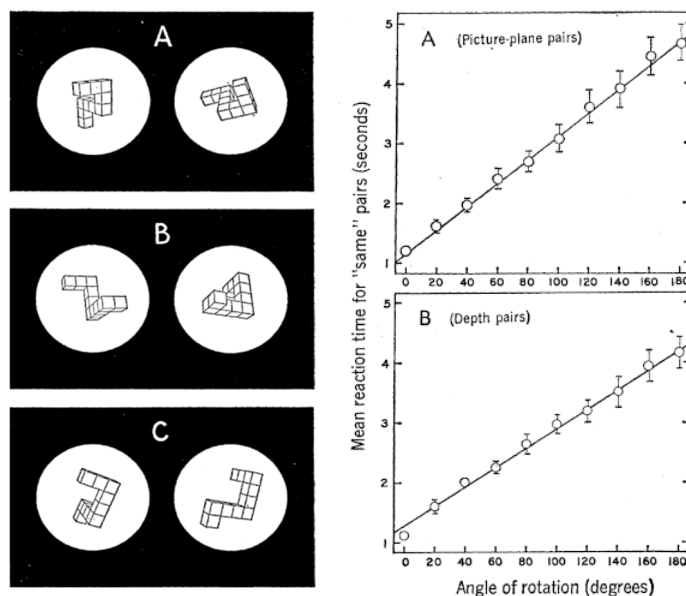 A
B
C
Mean reaction time for "same" pairs (seconds)
A (Picture-plane pairs)
5
4
3
2
1
0 20 40 60 80 100 120 140 160 180
B (Depth pairs)
5
4
3
2
1
0 20 40 60 80 100 120 140 160 180
Angle of rotation (degrees)